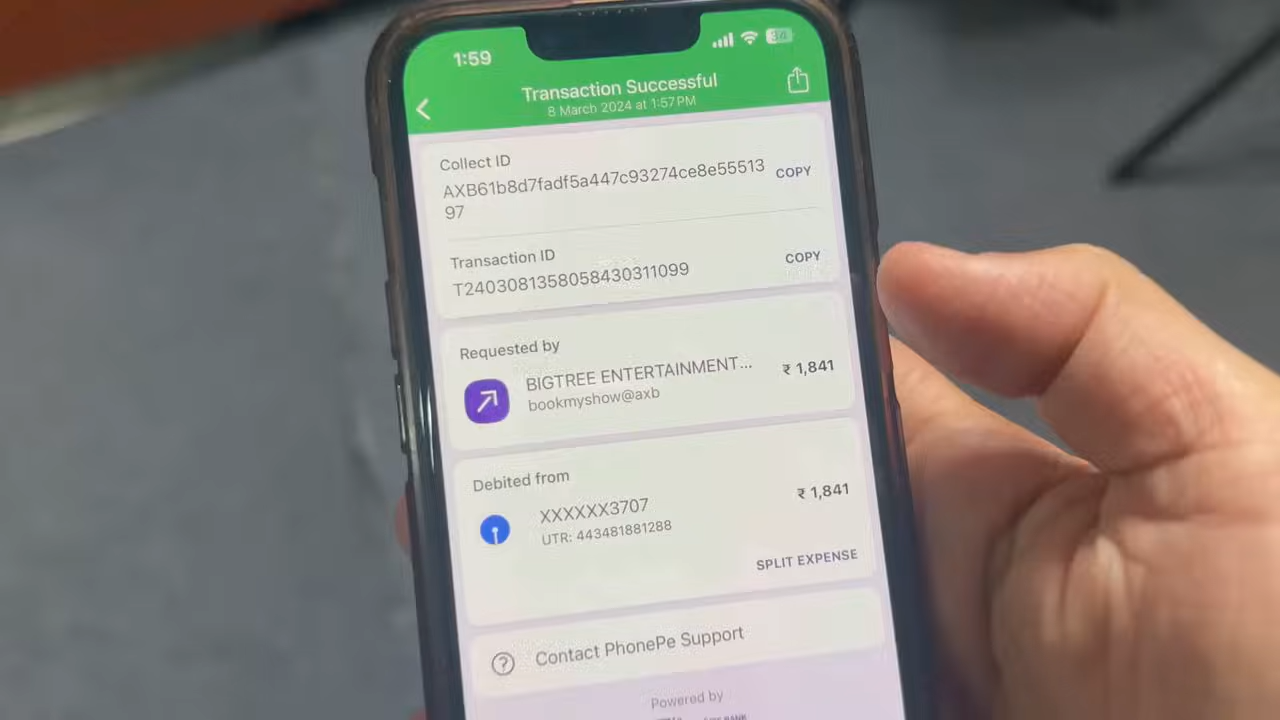 1:59
34
Transaction Successful
8 March 2024 at 1:57 PM
Collect ID
AXB61b8d7fadf5a447c93274ce8e55513
97
COPY
Transaction ID
T2403081358058430311099
COPY
Requested by
BIGTREE ENTERTAINMENT...
₹ 1,841
bookmyshow@axb
Debited from
XXXXXX3707
₹ 1,841
UTR: 443481881288
SPLIT EXPENSE
Contact PhonePe Support
Powered by
BANK